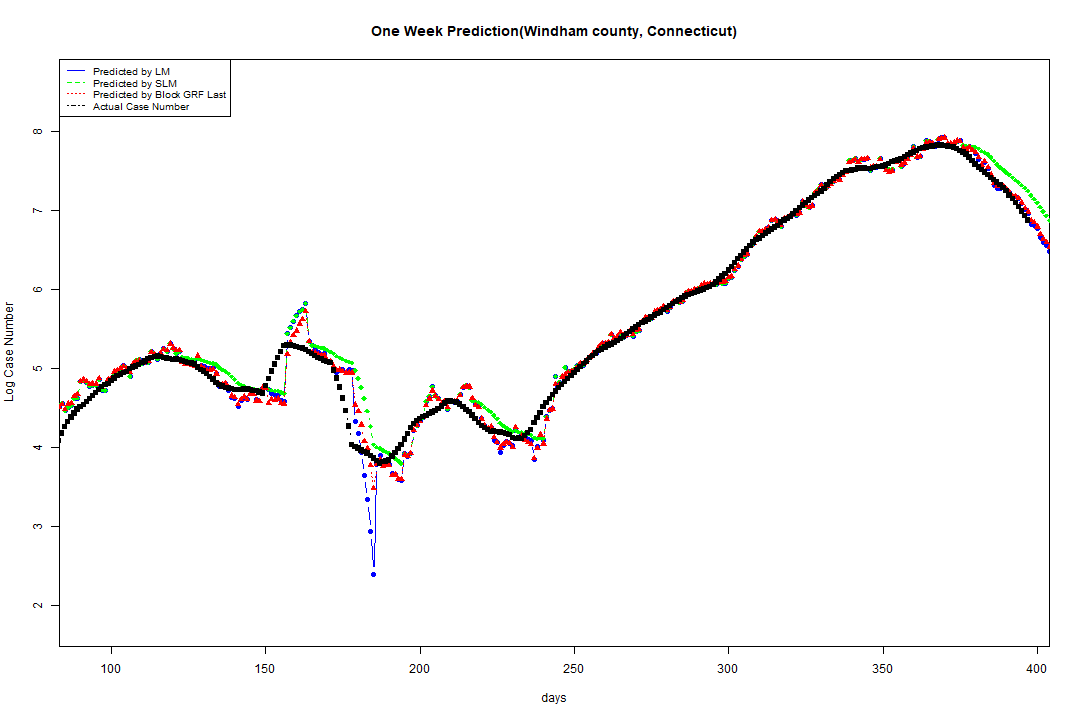 One Week Prediction(Windham county, Connecticut)
Predicted by LM
Predicted by SLM
Predicted by Block GRF Last
Actual Case Number
8
7
6
5
4
3
2
Log Case Number
100 150 200 250 300 350 400
days